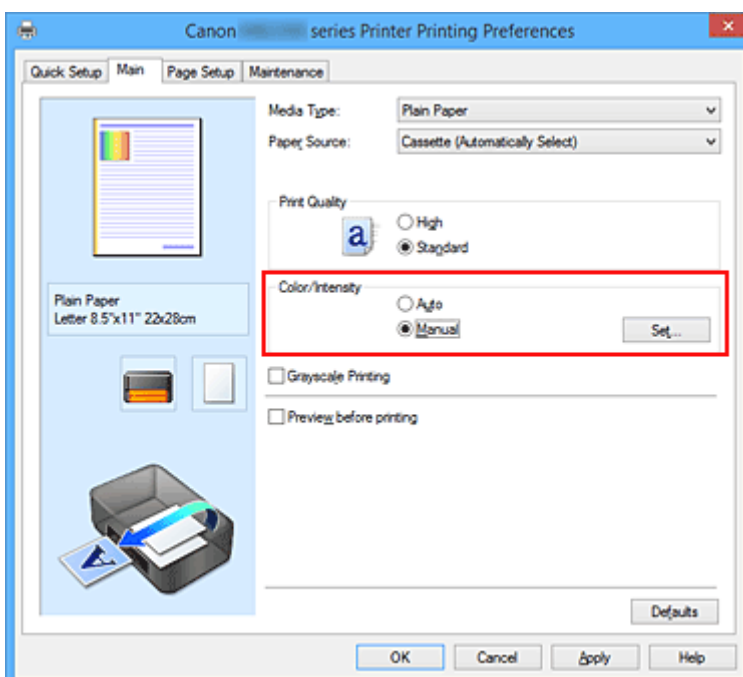 Canon series Printer Printing Preferences
Quick Setup Main Page Setup Maintenance
Media Type: Plain Paper
Paper Source: Cassette (Automatically Select)
Print Quality
a
High
Standard
Color/Intensity
Auto
Manual
Set...
Plain Paper
Letter 8.5"x11" 22x28cm
Grayscale Printing
Preview before printing
A
Defaults
OK Cancel Apply Help